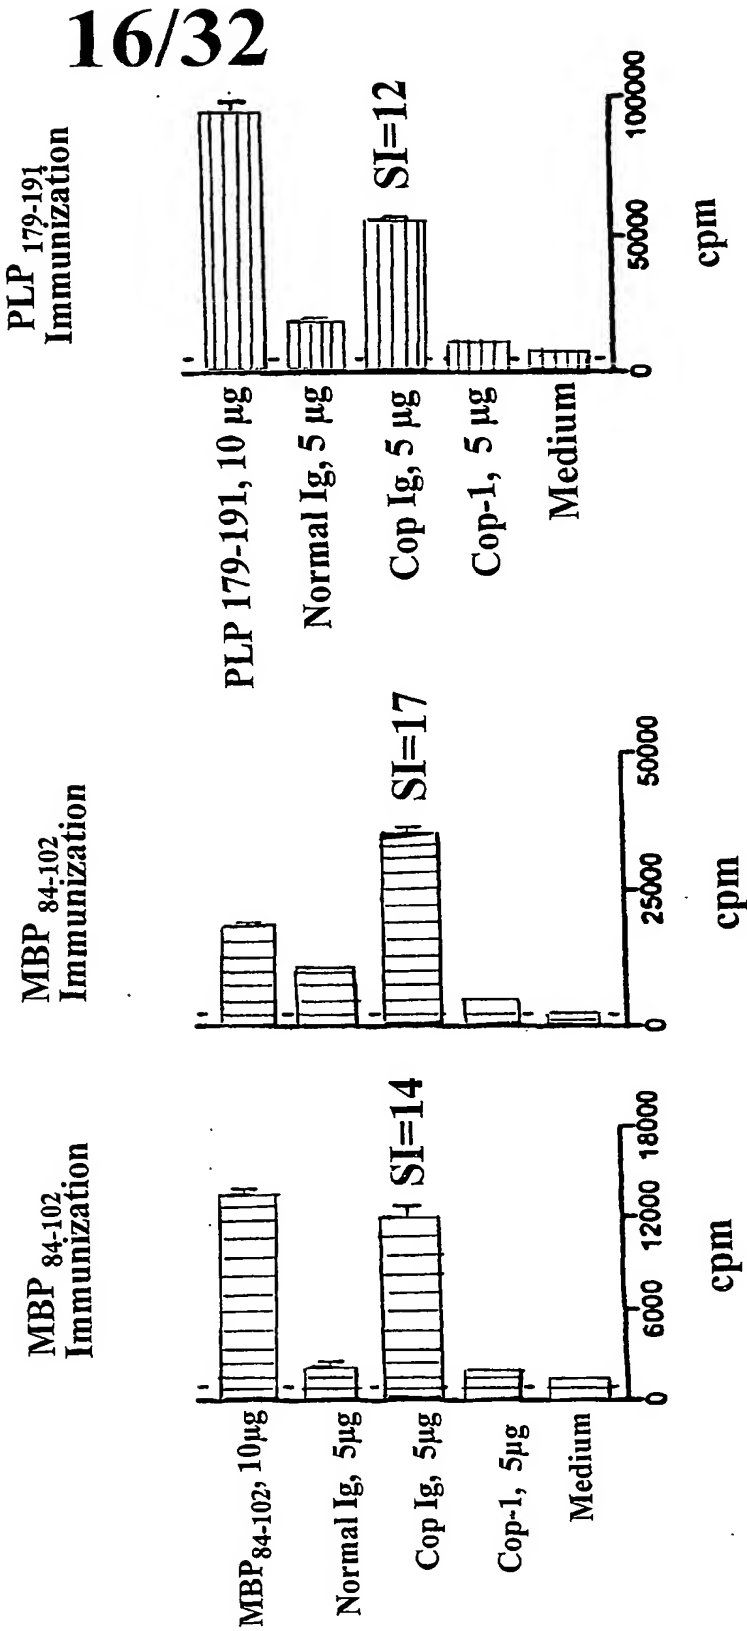 16/32
MBP 84-102
Immunization
MBP84-102, 10µg
Normal Ig, 5µg
Cop Ig, 5µg
Cop-1, 5µg
Medium
SI=14
0
6000
12000
18000
cpm
MBP 84-102
Immunization
SI=17
0
25000
50000
cpm
PLP 179-191
Immunization
PLP 179-191, 10 µg
Normal Ig, 5 µg
Cop Ig, 5 µg
Cop-1, 5 µg
Medium
SI=12
0
50000
100000
cpm